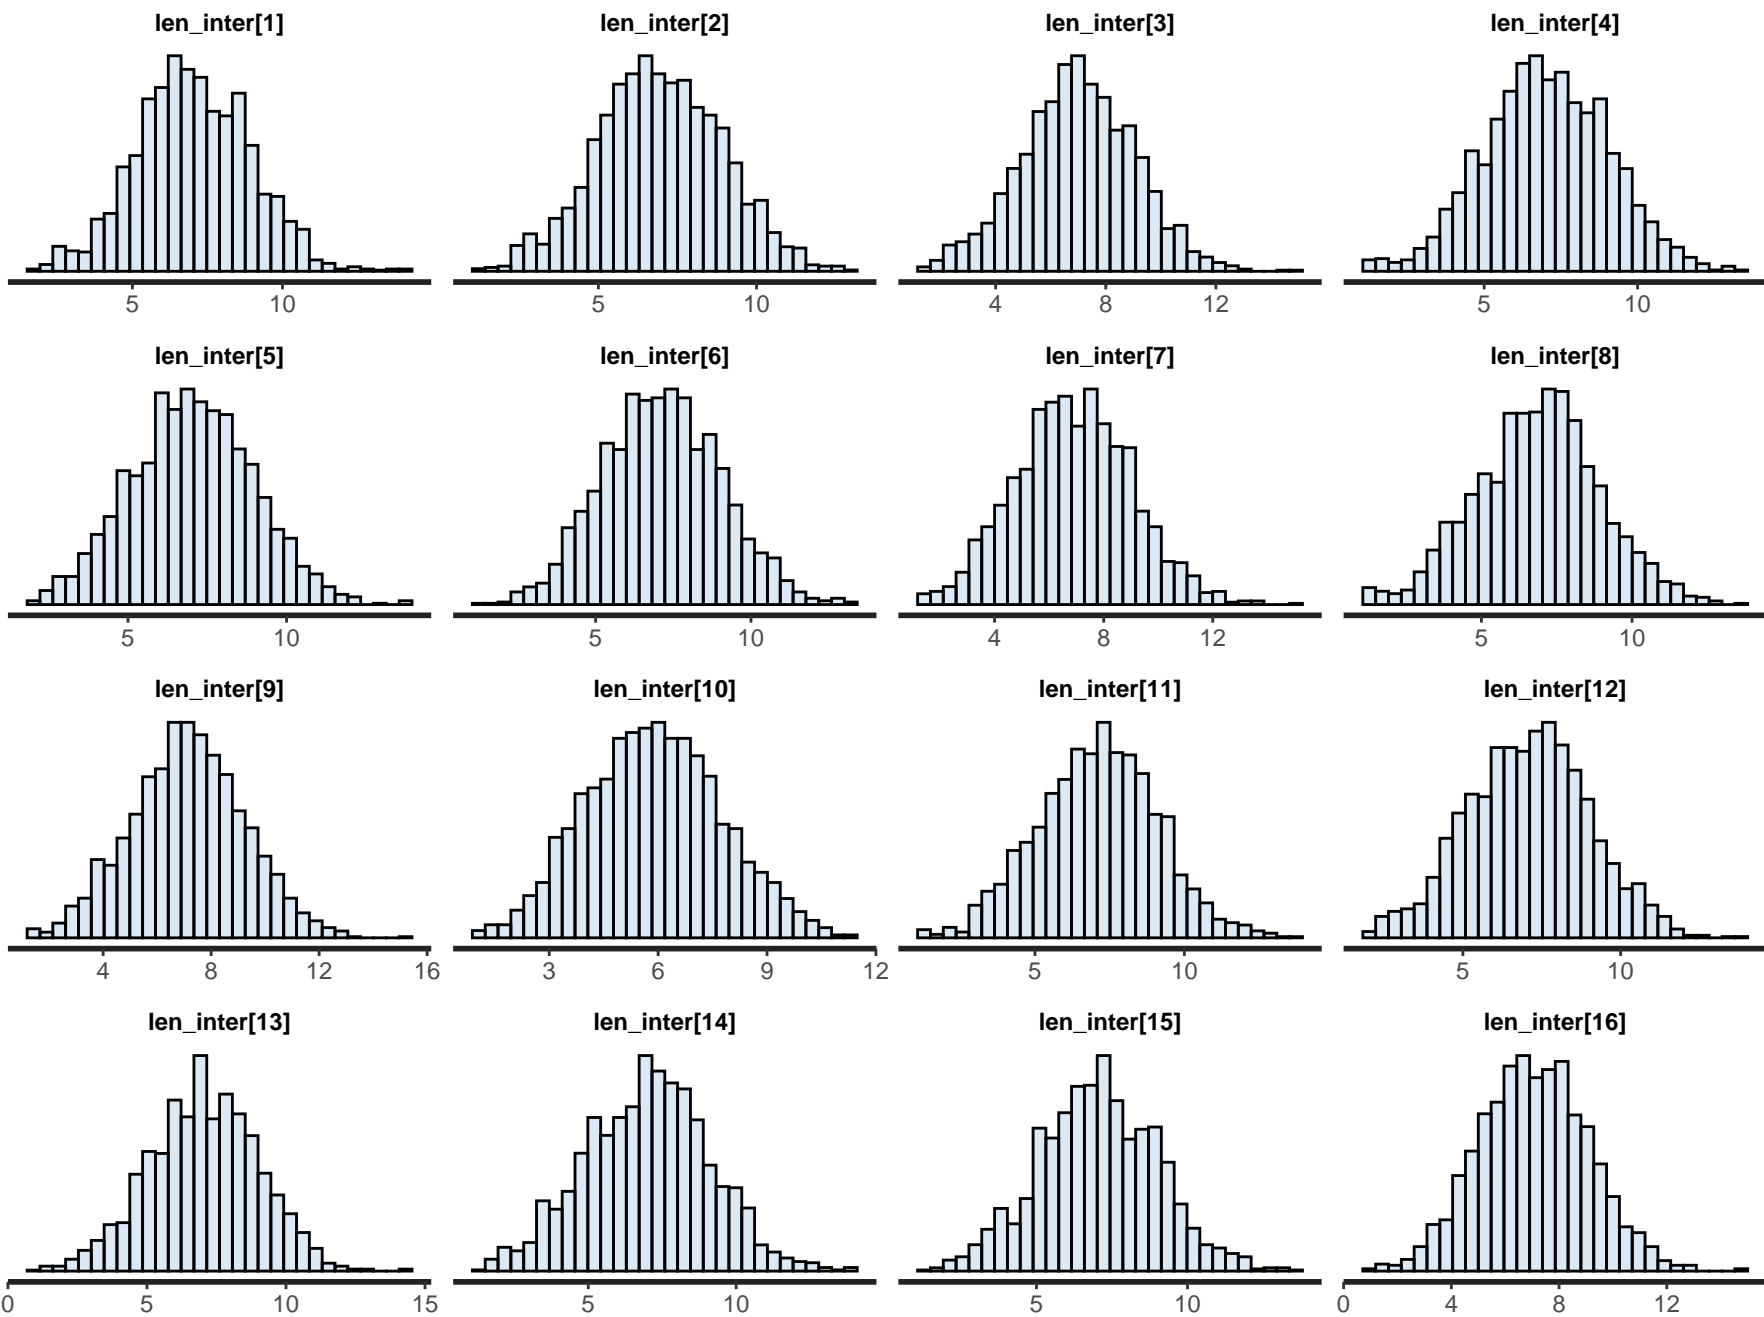 len_inter[1] len_inter[2] len_inter[3] len_inter[4]
5 10 5 10 4 8 12 5 10
len_inter[5] len_inter[6] len_inter[7] len_inter[8]
5 10 5 10 4 8 12 5 10
len_inter[9] len_inter[10] len_inter[11] len_inter[12]
4 8 12 16 3 6 9 12 5 10 5 10
len_inter[13] len_inter[14] len_inter[15] len_inter[16]
0 5 10 15 5 10 5 10 0 4 8 12